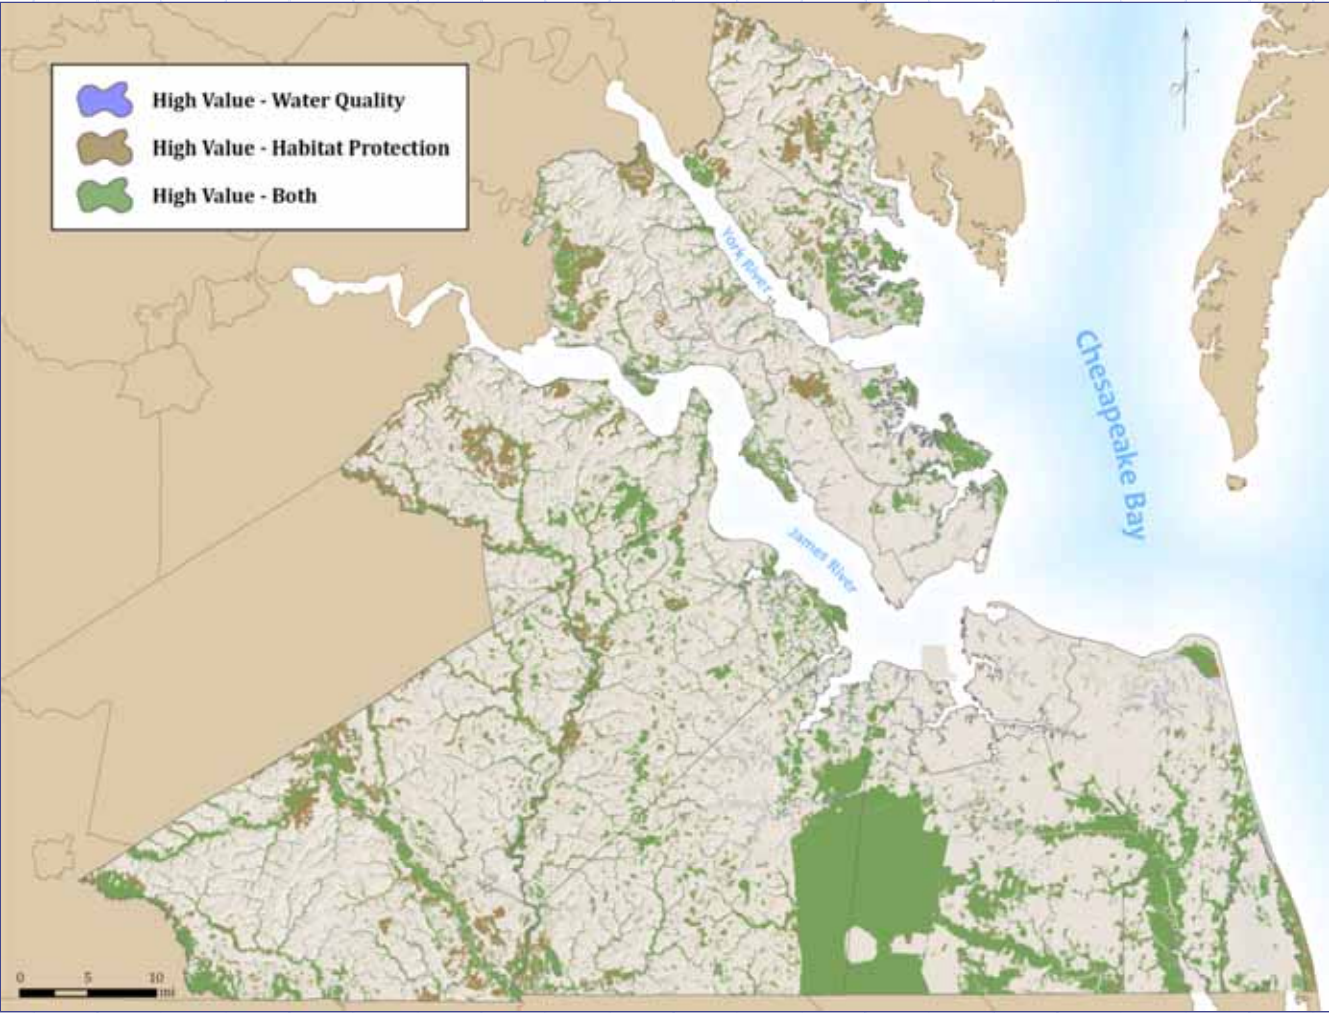 High Value - Water Quality
High Value - Habitat Protection
High Value - Both
York River
Chesapeake Bay
James River
0 5 10
mi